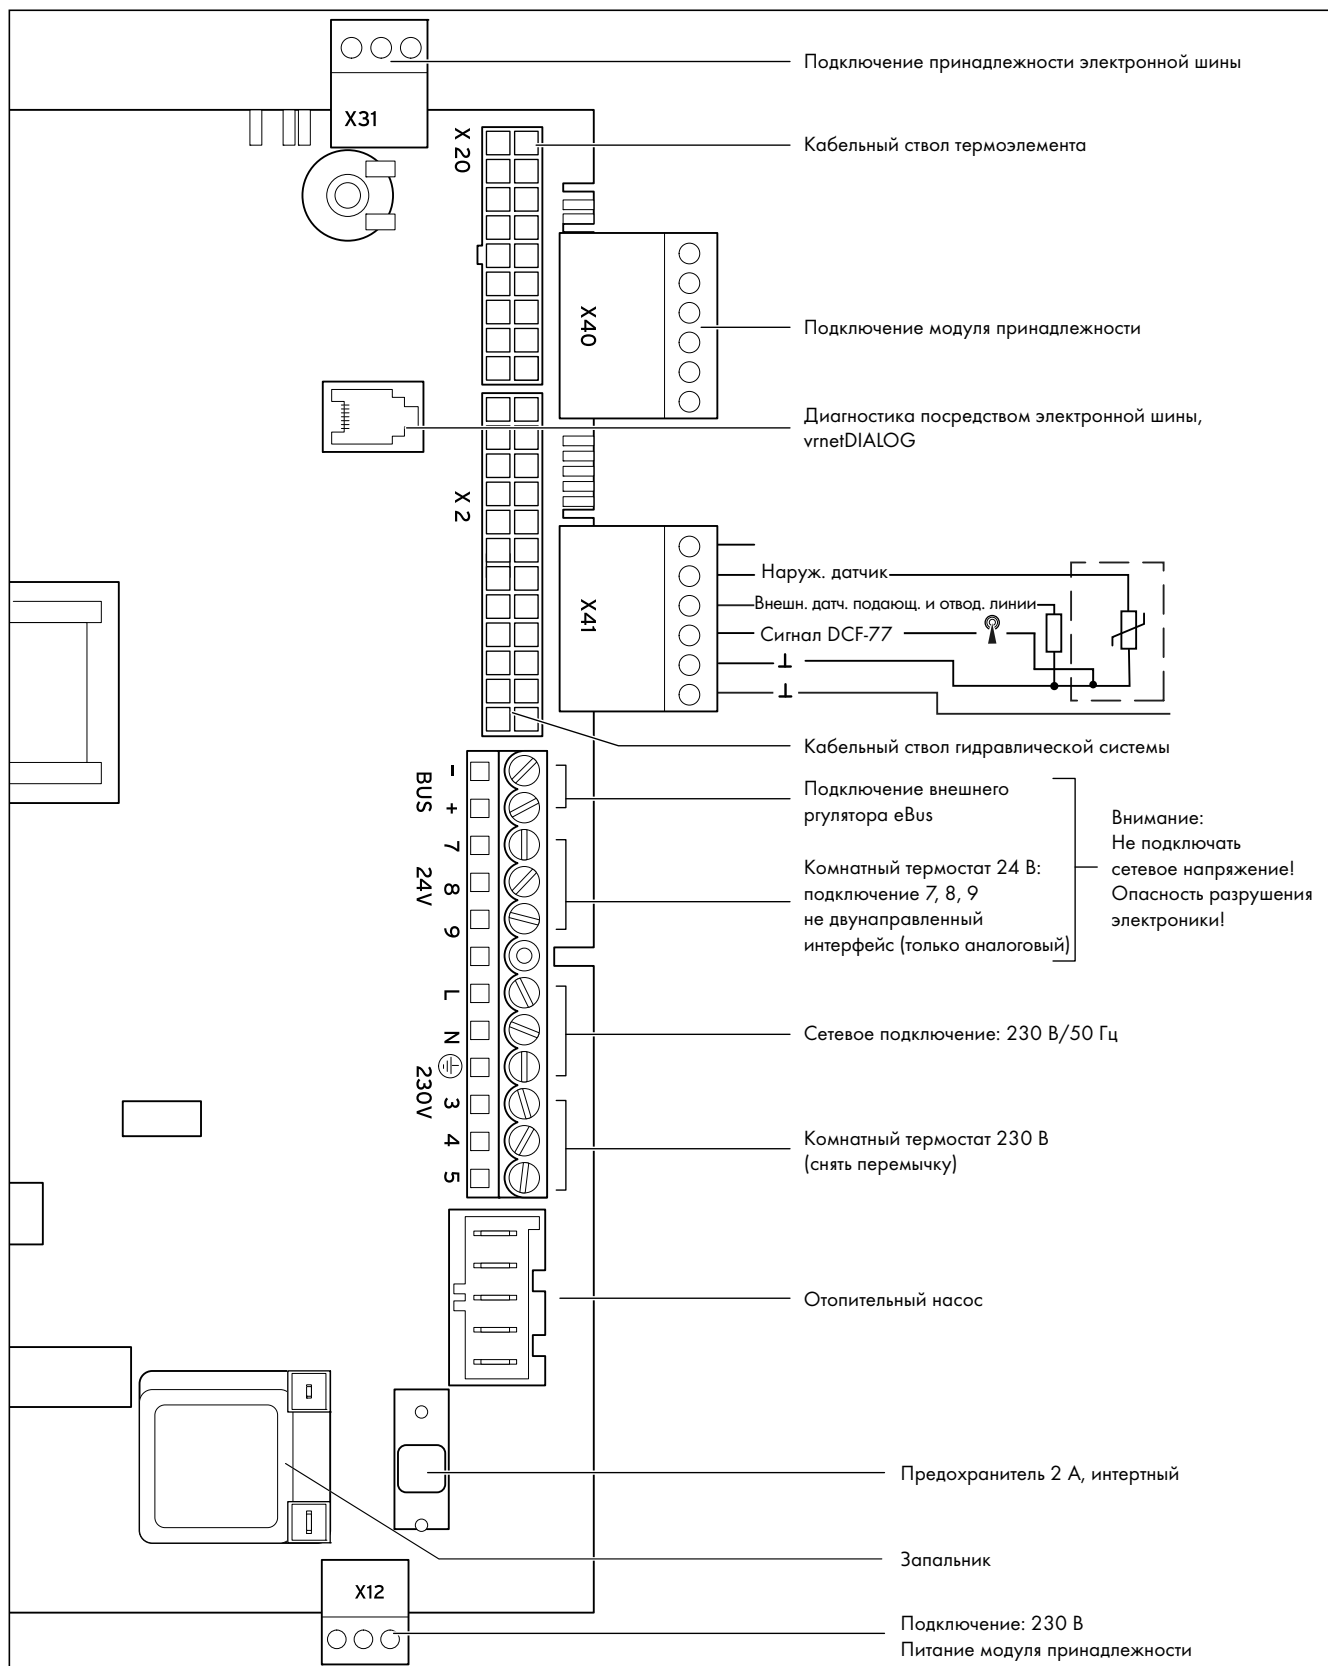 Подключение принадлежности электронной шины
X31
X 20
Кабельный ствол термоэлемента
X40
Подключение модуля принадлежности
Диагностика посредством электронной шины,
vrnetDIALOG
X 2
X41
Наруж. датчик
Внешн. датч. подающ. и отвод. линии
Сигнал DCF-77
Кабельный ствол гидравлической системы
BUS
-
+
Подключение внешнего
ргулятора eBus
24V
7
8
9
Комнатный термостат 24 В:
подключение 7, 8, 9
не двунаправленный
интерфейс (только аналоговый)
Внимание:
Не подключать
сетевое напряжение!
Опасность разрушения
электроники!
230V
L
N
Сетевое подключение: 230 В/50 Гц
3
4
5
Комнатный термостат 230 В
(снять перемычку)
Отопительный насос
Предохранитель 2 А, интертный
Запальник
X12
Подключение: 230 В
Питание модуля принадлежности